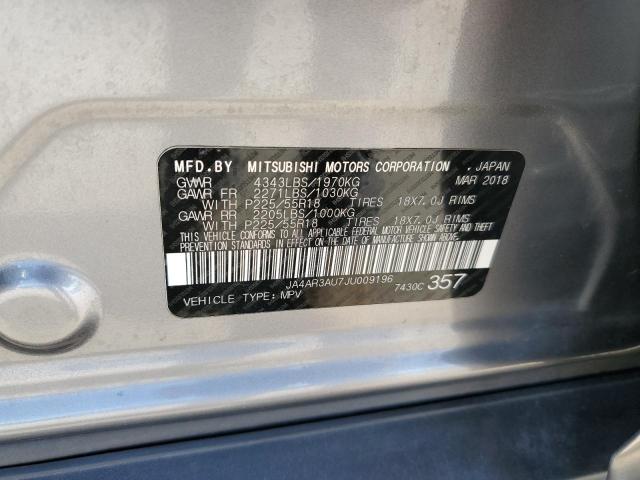 MFD.BY MITSUBISHI MOTORS CORPORATION ./JAPAN
GVWR 4343LBS/1970KG MAR 2018
GAWR FR 2271LBS/1030KG
WITH P225/55R18 TIRES 18X7.0J RIMS
GAWR RR 2205LBS/1000KG
WITH P225/55R18 TIRES 18X7.0J RIMS
THIS VEHICLE CONFORMS TO ALL APPLICABLE FEDERAL MOTOR VEHICLE SAFETY AND THEFT
PREVENTION STANDARDS IN EFFECT ON THE DATE OF MANUFACTURE SHOWN ABOVE.
JA4AR3AU7JU009196
VEHICLE TYPE: MPV 7430C 357